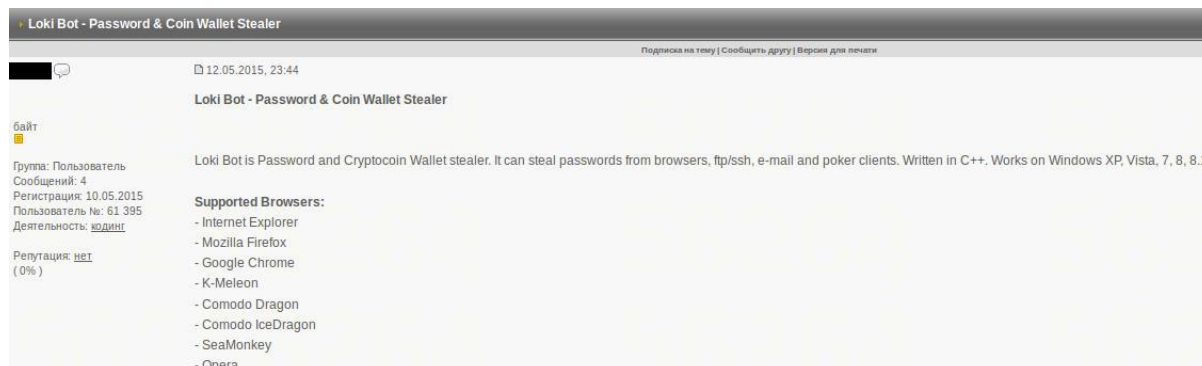 Loki Bot - Password & Coin Wallet Stealer
Подписка на тему | Сообщить другу | Версия для печати
12.05.2015, 23:44
Loki Bot - Password & Coin Wallet Stealer
байт
Группа: Пользователь
Сообщений: 4
Регистрация: 10.05.2015
Пользователь №: 61 395
Деятельность: кодинг
Репутация: нет
( 0% )
Loki Bot is Password and Cryptocoin Wallet stealer. It can steal passwords from browsers, ftp/ssh, e-mail and poker clients. Written in C++. Works on Windows XP, Vista, 7, 8, 8.
Supported Browsers:
- Internet Explorer
- Mozilla Firefox
- Google Chrome
- K-Meleon
- Comodo Dragon
- Comodo IceDragon
- SeaMonkey
- Opera